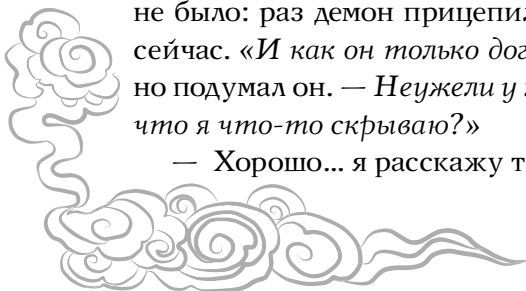 не было: раз демон прицепил
сейчас. «И как он только дог
но подумал он. — Неужели у
что я что-то скрываю?»
— Хорошо... я расскажу т